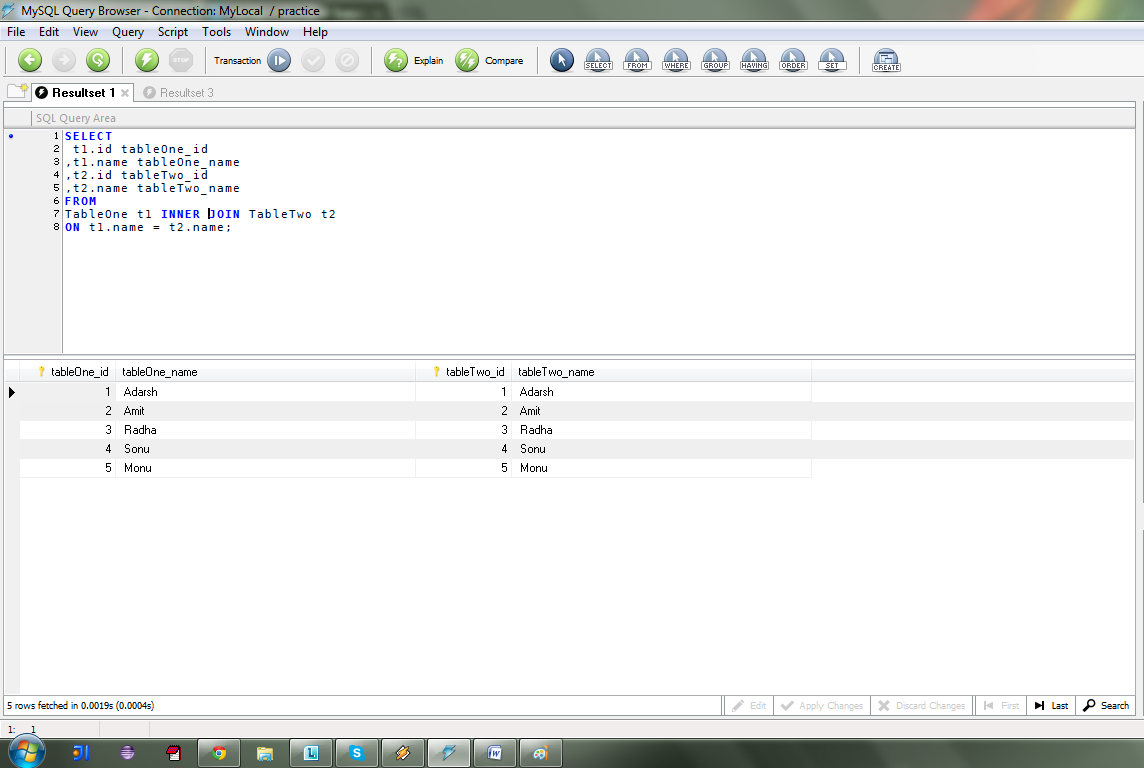 MySQL Query Browser - Connection: MyLocal / practice
File Edit View Query Script Tools Window Help
STOP Transaction Explain Compare SELECT FROM WHERE GROUP HAVING ORDER SET CREATE
Resultset 1 Resultset 3
SQL Query Area
1 SELECT
2 t1.id tableOne_id
3 ,t1.name tableOne_name
4 ,t2.id tableTwo_id
5 ,t2.name tableTwo_name
6 FROM
7 TableOne t1 INNER JOIN TableTwo t2
8 ON t1.name = t2.name;
tableOne_id tableOne_name tableTwo_id tableTwo_name
1 Adarsh 1 Adarsh
2 Amit 2 Amit
3 Radha 3 Radha
4 Sonu 4 Sonu
5 Monu 5 Monu
5 rows fetched in 0.0019s (0.0004s) Edit Apply Changes Discard Changes First Last Search
1: 1